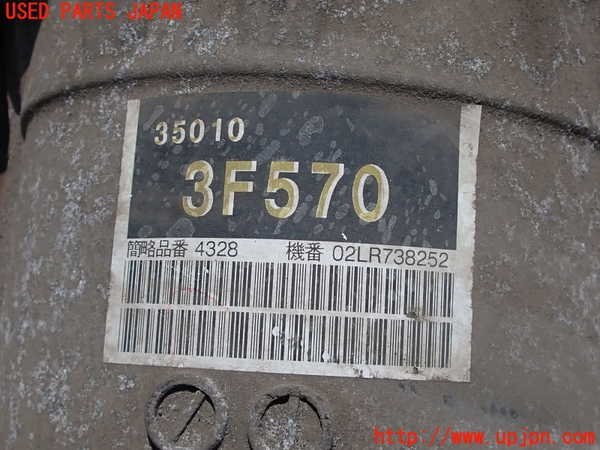 USED PARTS JAPAN
35010
3F570
簡略品番 4328 機番 02LR738252
http://www.upjpn.com/